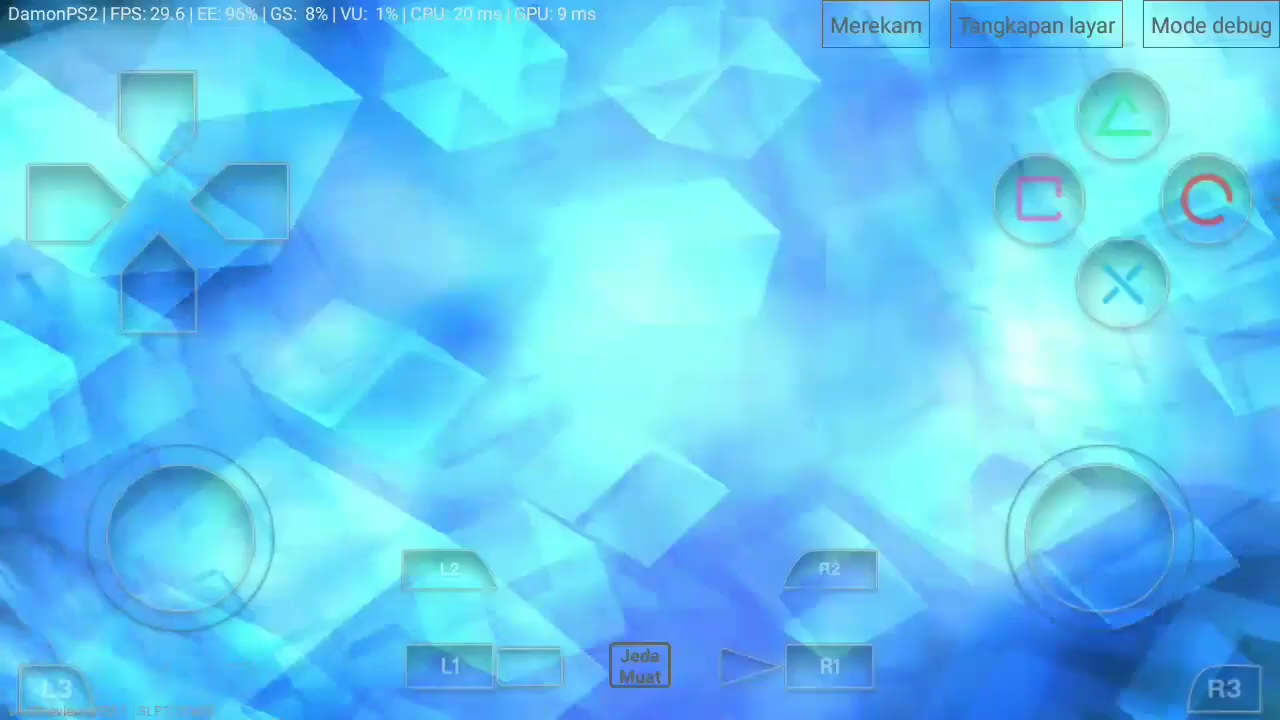 DamonPS2 | FPS: 29.6 | EE: 96% | GS: 8% | VU: 1% | CPU: 20 ms | GPU: 9 ms
Merekam
Tangkapan layar
Mode debug
L2
R2
L1
Jeda
Muat
R1
L3
R3